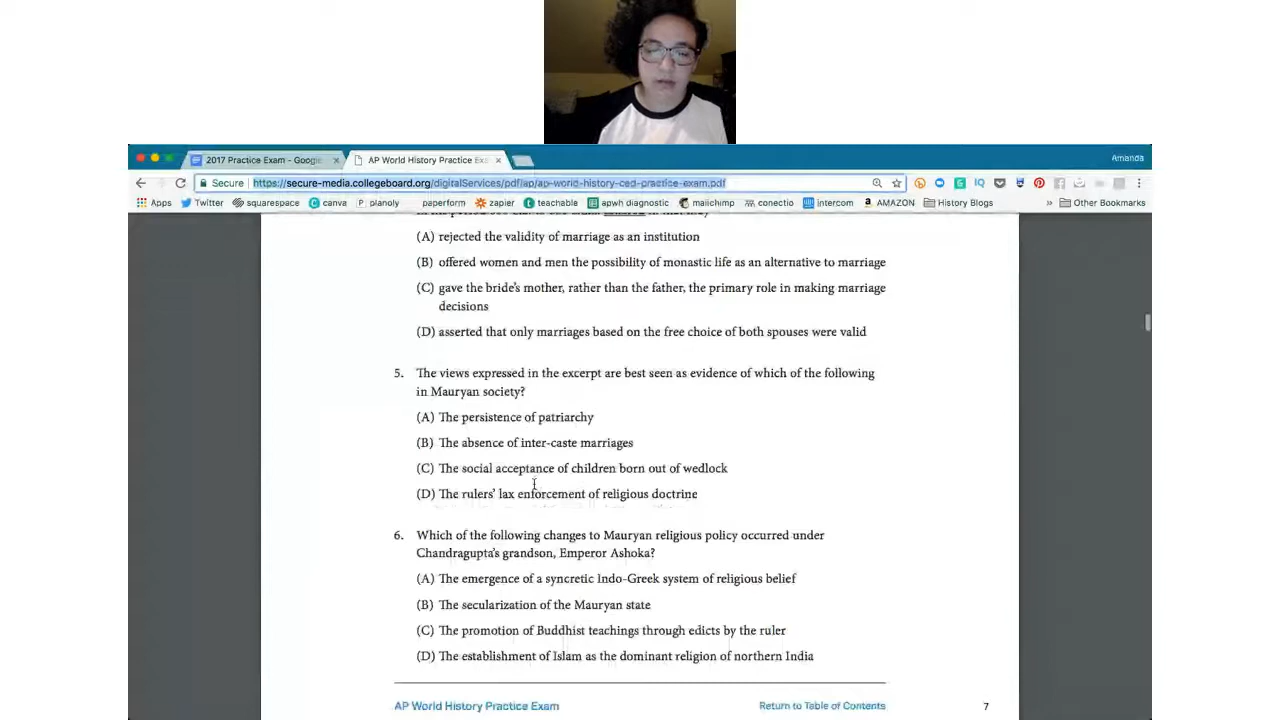 2017 Practice Exam - Google
AP World History Practice Exa
Amanda
Secure
https://secure-media.collegeboard.org/digitalServices/pdf/ap/ap-world-history-ced-practice-exam.pdf
Apps Twitter squarespace canva planoly paperform zapier teachable apwh diagnostic mailchimp conectio intercom AMAZON History Blogs » Other Bookmarks
(A) rejected the validity of marriage as an institution
(B) offered women and men the possibility of monastic life as an alternative to marriage
(C) gave the bride's mother, rather than the father, the primary role in making marriage
decisions
(D) asserted that only marriages based on the free choice of both spouses were valid
5. The views expressed in the excerpt are best seen as evidence of which of the following
in Mauryan society?
(A) The persistence of patriarchy
(B) The absence of inter-caste marriages
(C) The social acceptance of children born out of wedlock
(D) The rulers' lax enforcement of religious doctrine
6. Which of the following changes to Mauryan religious policy occurred under
Chandragupta's grandson, Emperor Ashoka?
(A) The emergence of a syncretic Indo-Greek system of religious belief
(B) The secularization of the Mauryan state
(C) The promotion of Buddhist teachings through edicts by the ruler
(D) The establishment of Islam as the dominant religion of northern India
AP World History Practice Exam
Return to Table of Contents
7